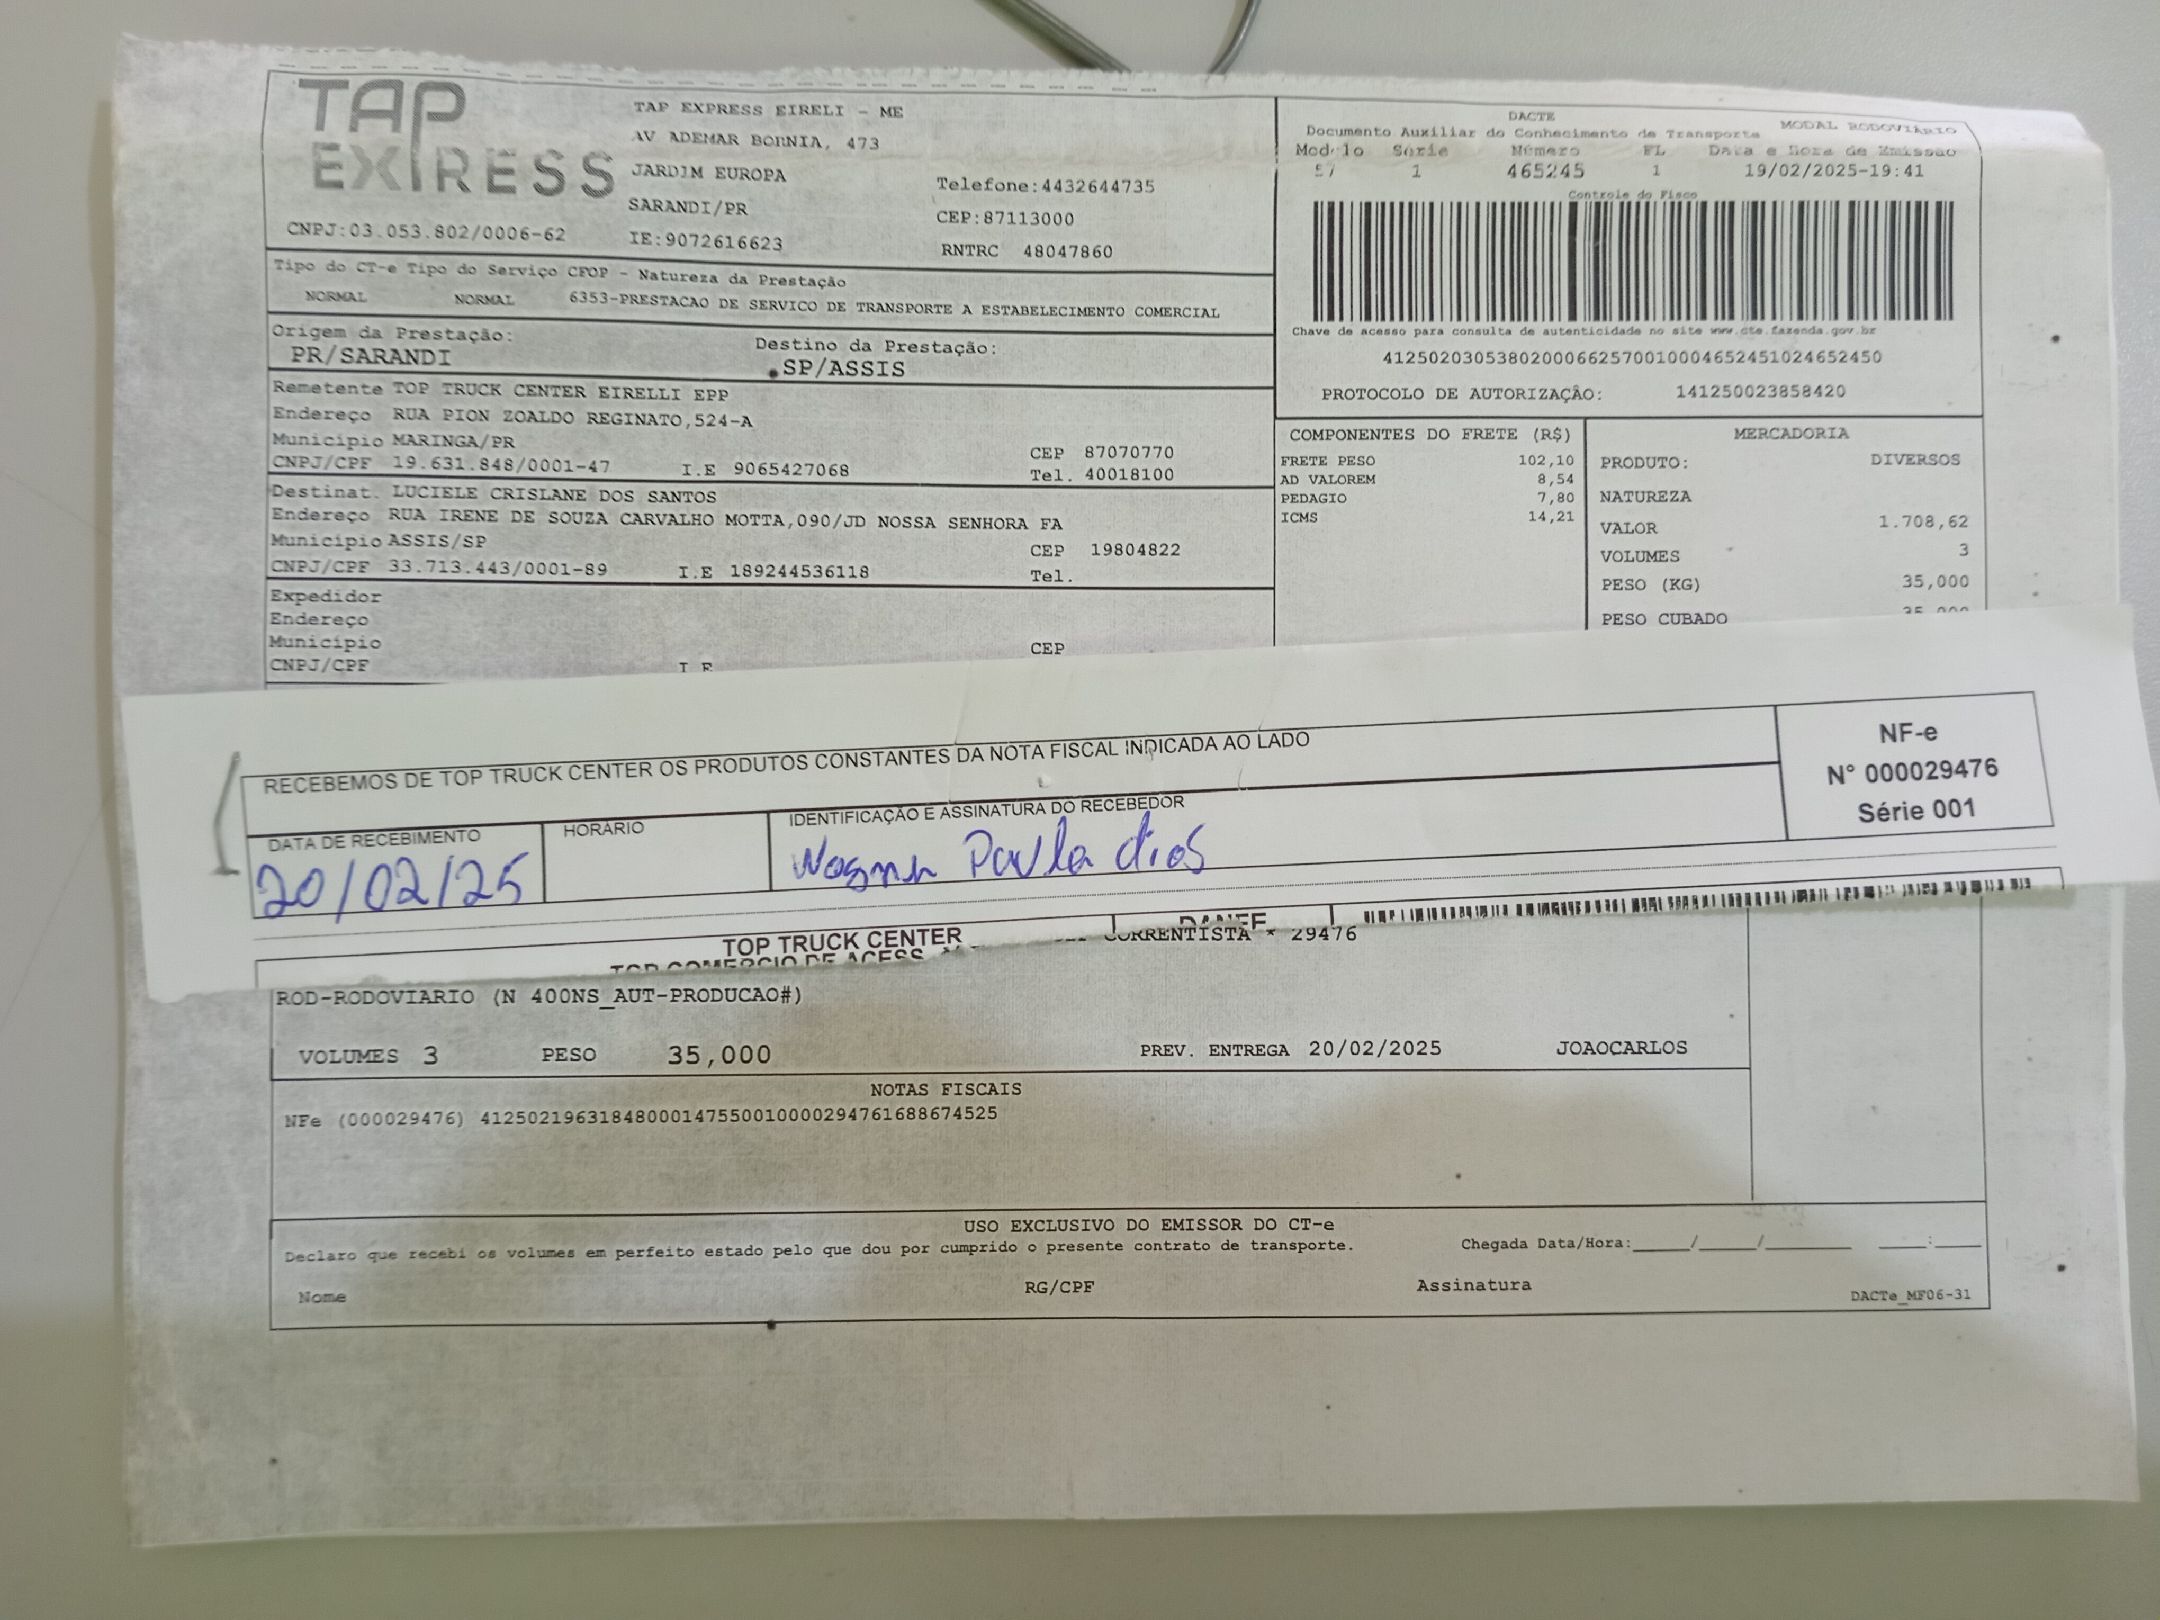 TAP EXPRESS
TAP EXPRESS EIRELI - ME
AV ADEMAR BORNIA, 473
JARDIM EUROPA
SARANDI/PR
CNPJ:03.053.802/0006-62 IE:9072616623
Telefone:4432644735
CEP:87113000
RNTRC 48047860
DACTE
Documento Auxiliar do Conhecimento de Transporte MODAL RODOVIÁRIO
Modelo Série Número FL Data e Hora de Emissao
57 1 465245 1 19/02/2025-19:41
Controle do Fisco
Chave de acesso para consulta de autenticidade no site www.cte.fazenda.gov.br
41250203053802000662570010004652451024652450
PROTOCOLO DE AUTORIZAÇÂO: 141250023858420
Tipo do CT-e Tipo do Serviço CFOP - Natureza da Prestação
NORMAL NORMAL 6353-PRESTACAO DE SERVICO DE TRANSPORTE A ESTABELECIMENTO COMERCIAL
Origem da Prestação: Destino da Prestação:
PR/SARANDI SP/ASSIS
Remetente TOP TRUCK CENTER EIRELLI EPP
Endereço RUA PION ZOALDO REGINATO,524-A
Município MARINGA/PR CEP 87070770
CNPJ/CPF 19.631.848/0001-47 I.E 9065427068 Tel. 40018100
Destinat. LUCIELE CRISLANE DOS SANTOS
Endereço RUA IRENE DE SOUZA CARVALHO MOTTA,090/JD NOSSA SENHORA FA
Município ASSIS/SP CEP 19804822
CNPJ/CPF 33.713.443/0001-89 I.E 189244536118 Tel.
Expedidor
Endereço
Município CEP
CNPJ/CPF I E
COMPONENTES DO FRETE (R$)
FRETE PESO 102,10
AD VALOREM 8,54
PEDAGIO 7,80
ICMS 14,21
MERCADORIA
PRODUTO: DIVERSOS
NATUREZA
VALOR 1.708,62
VOLUMES 3
PESO (KG) 35,000
PESO CUBADO 35,000
RECEBEMOS DE TOP TRUCK CENTER OS PRODUTOS CONSTANTES DA NOTA FISCAL INDICADA AO LADO
NF-e
N° 000029476
Série 001
DATA DE RECEBIMENTO HORÁRIO IDENTIFICAÇÃO E ASSINATURA DO RECEBEDOR
20/02/25
TOP TRUCK CENTER DANFE
TOP COMERCIO DE ACESS.
CORRENTISTA * 29476
ROD-RODOVIARIO (N 400NS_AUT-PRODUCAO#)
VOLUMES 3 PESO 35,000 PREV. ENTREGA 20/02/2025 JOAOCARLOS
NOTAS FISCAIS
NFe (000029476) 41250219631848000147550010000294761688674525
USO EXCLUSIVO DO EMISSOR DO CT-e
Declaro que recebi os volumes em perfeito estado pelo que dou por cumprido o presente contrato de transporte. Chegada Data/Hora:_____/_____/_______ ____:____
Nome RG/CPF Assinatura
DACTe_MF06-31